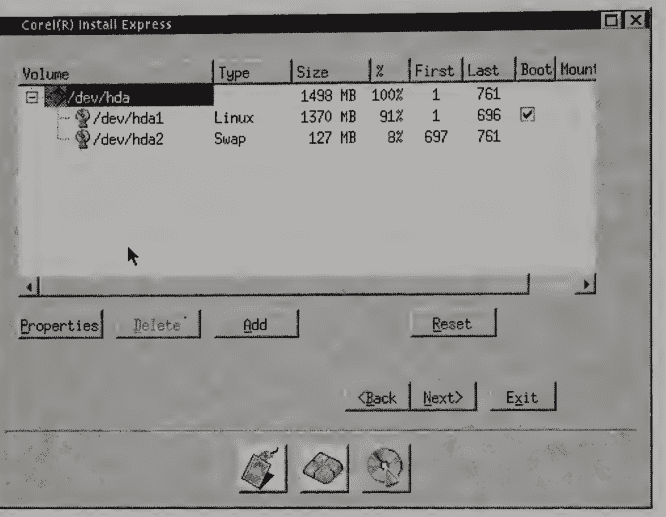 Corel(R) Install Express
Volume Type Size % First Last Boot Mount
/dev/hda 1498 MB 100% 1 761
/dev/hda1 Linux 1370 MB 91% 1 696
/dev/hda2 Swap 127 MB 8% 697 761
Properties Delete Add Reset
<Back Next> Exit